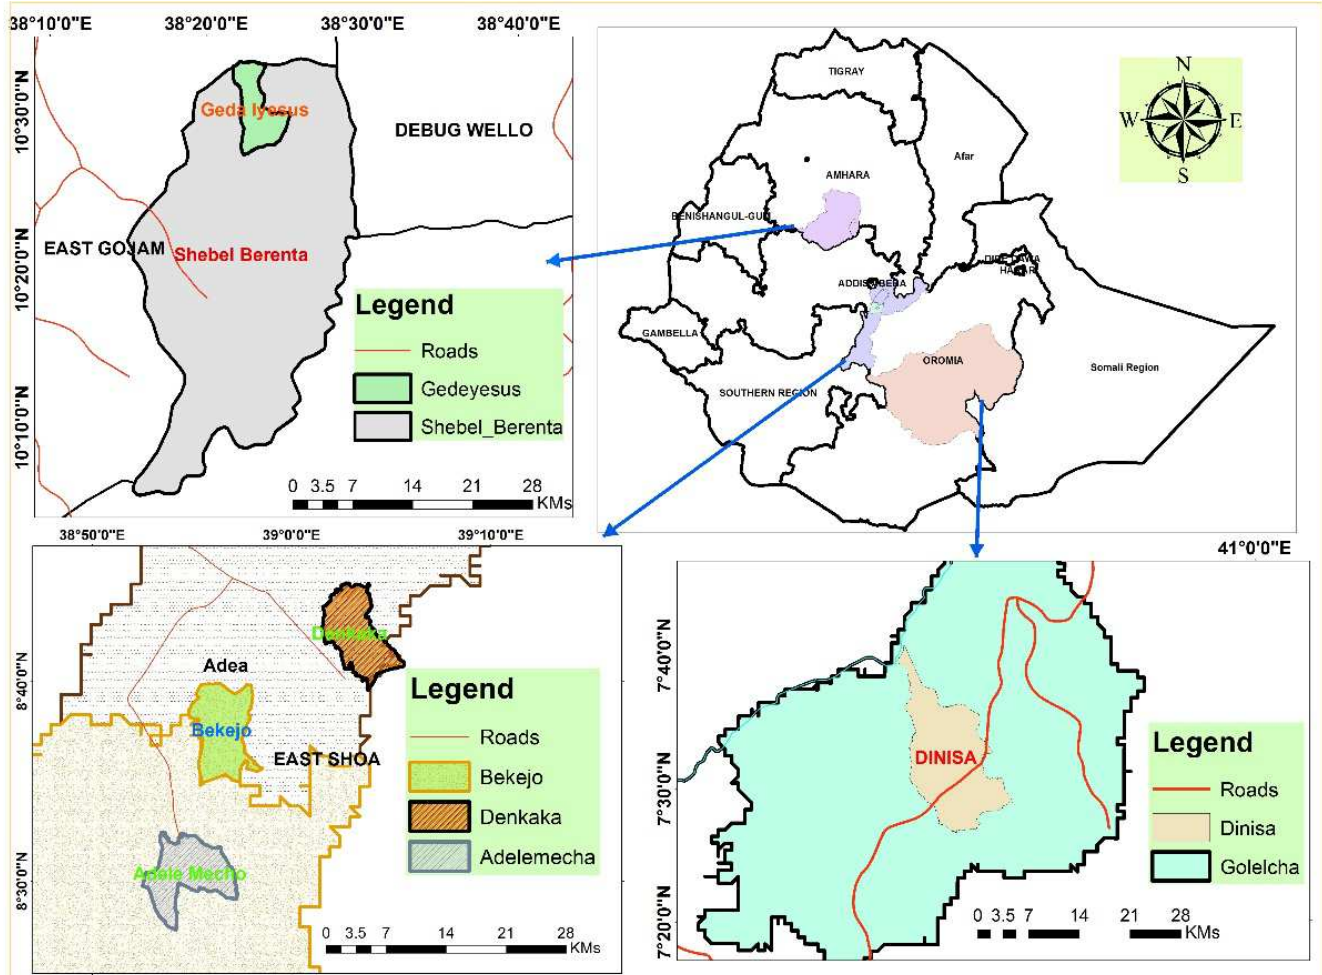 38°10'0"E 38°20'0"E 38°30'0"E 38°40'0"E
10°30'0"N
10°20'0"N
10°10'0"N
Geda Iyesus
DEBUG WELLO
EAST GOJAM
Shebel Berenta
Legend
Roads
Gedeyesus
Shebel_Berenta
0 3.5 7 14 21 28
KMs
TIGRAY
Afar
AMHARA
BENISHANGUL-GUM
DIRE DAWA
HARAR
GAMBELLA
OROMIA
Somali Region
SOUTHERN REGION
N
W E
S
38°50'0"E 39°0'0"E 39°10'0"E
8°40'0"N
8°30'0"N
Denkaka
Adea
Bekejo
EAST SHOA
Adele Mecho
Legend
Roads
Bekejo
Denkaka
Adelemecha
0 3.5 7 14 21 28
KMs
41°0'0"E
7°40'0"N
7°30'0"N
7°20'0"N
DINISA
Legend
Roads
Dinisa
Golelcha
0 3.5 7 14 21 28
KMs